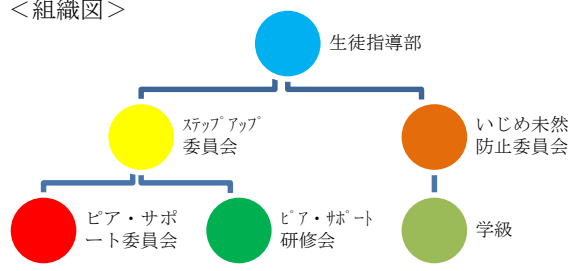 ＜組織図＞
生徒指導部
ｽﾃｯﾌﾟｱｯﾌﾟ
委員会
いじめ未然
防止委員会
ピア・サポ
ート委員会
ﾋﾟｱ・ｻﾎﾟｰﾄ
研修会
学級